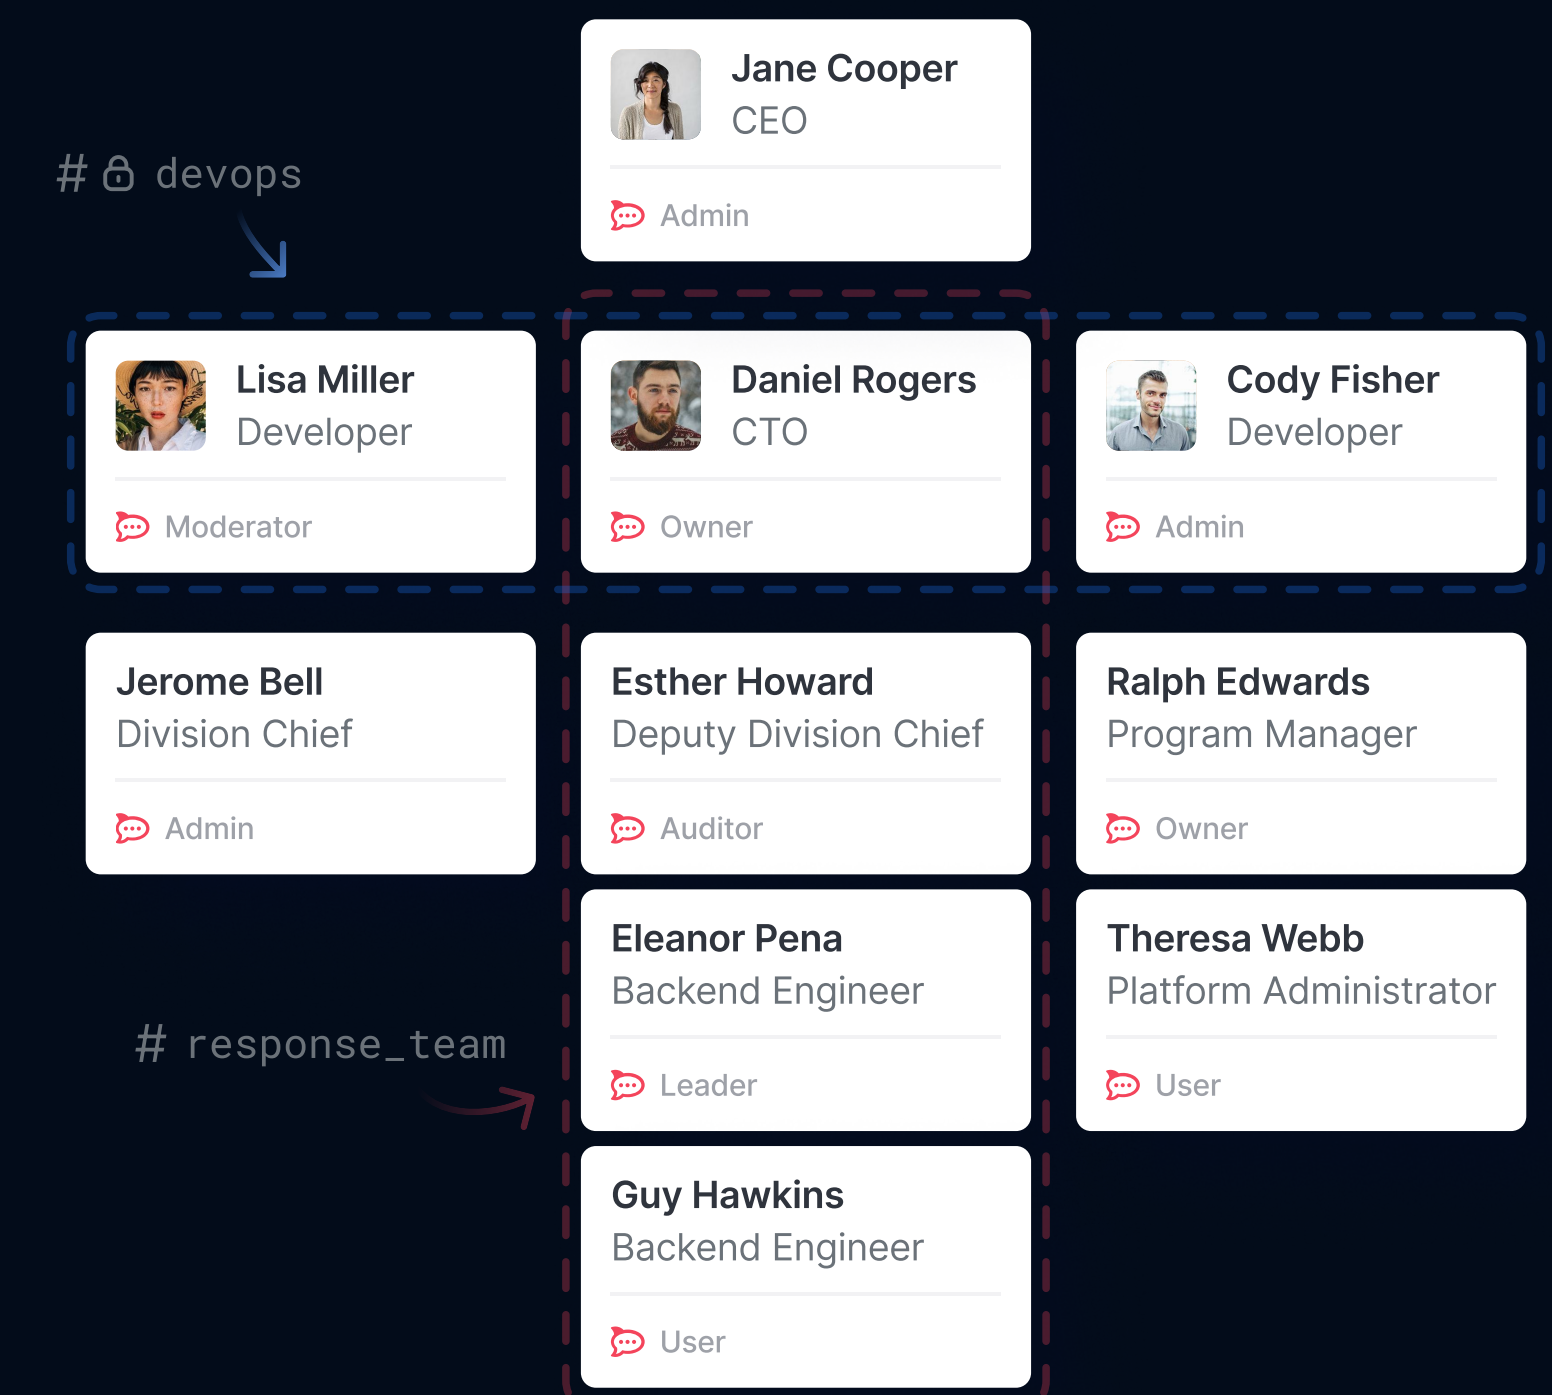 Jane Cooper
CEO
Admin
# devops
Lisa Miller
Developer
Moderator
Daniel Rogers
CTO
Owner
Cody Fisher
Developer
Admin
Jerome Bell
Division Chief
Admin
Esther Howard
Deputy Division Chief
Auditor
Ralph Edwards
Program Manager
Owner
Eleanor Pena
Backend Engineer
Leader
Theresa Webb
Platform Administrator
User
# response_team
Guy Hawkins
Backend Engineer
User